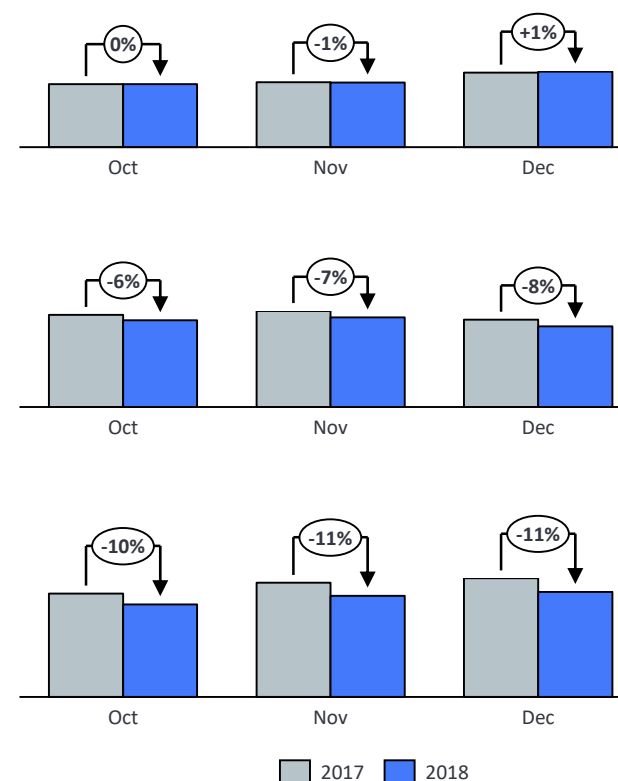 0% -1% +1%
Oct Nov Dec
-6% -7% -8%
Oct Nov Dec
-10% -11% -11%
Oct Nov Dec
2017 2018